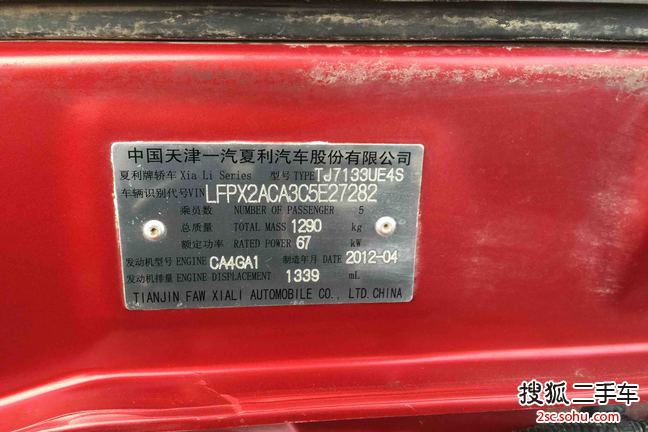 中国天津一汽夏利汽车股份有限公司
夏利牌轿车 Xia Li Series 型号 TYPE TJ7133UE4S
车辆识别代号VIN LFPX2ACA3C5E27282
乘员数 NUMBER OF PASSENGER 5
总质量 TOTAL MASS 1290 kg
额定功率 RATED POWER 67 kW
发动机型号 ENGINE CA4GA1 制造年月 DATE 2012-04
发动机排量 ENGINE DISPLACEMENT 1339 mL
TIANJIN FAW XIALI AUTOMOBILE CO., LTD.CHINA
搜狐二手车
2sc.sohu.com